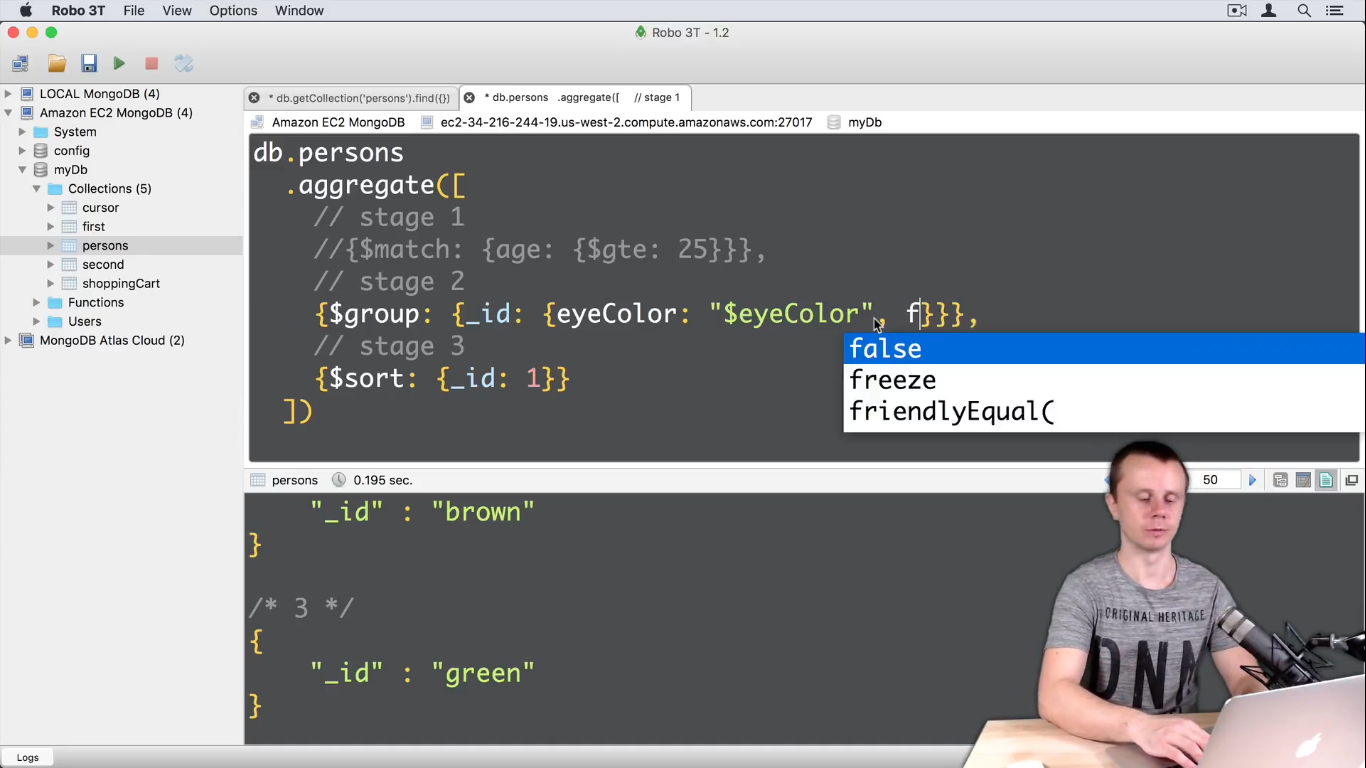 Robo 3T File View Options Window
Robo 3T - 1.2
LOCAL MongoDB (4)
Amazon EC2 MongoDB (4)
System
config
myDb
Collections (5)
cursor
first
persons
second
shoppingCart
Functions
Users
MongoDB Atlas Cloud (2)
* db.getCollection('persons').find({})
* db.persons .aggregate([ // stage 1
Amazon EC2 MongoDB ec2-34-216-244-19.us-west-2.compute.amazonaws.com:27017 myDb
db.persons
.aggregate([
// stage 1
//{$match: {age: {$gte: 25}}},
// stage 2
{$group: {_id: {eyeColor: "$eyeColor", f}}},
// stage 3
{$sort: {_id: 1}}
])
false
freeze
friendlyEqual(
persons 0.195 sec.
50
"_id" : "brown"
}
/* 3 */
{
"_id" : "green"
}
ORIGINAL HERITAGE
DNM
Logs